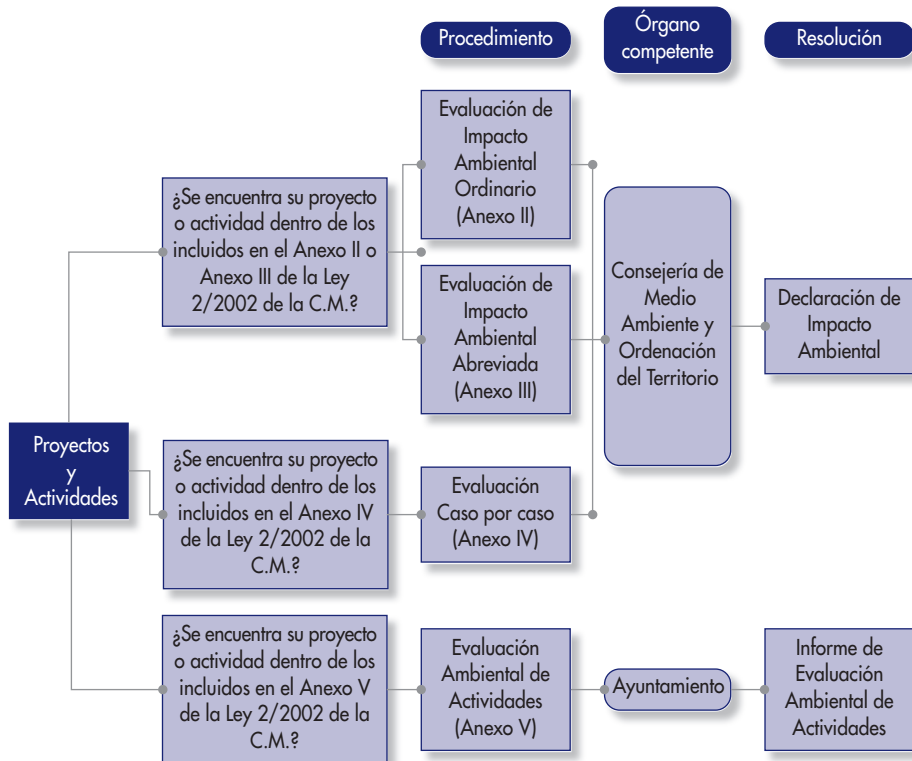 Procedimiento
Órgano
competente
Resolución
Proyectos
y
Actividades
¿Se encuentra su proyecto
o actividad dentro de los
incluidos en el Anexo II o
Anexo III de la Ley
2/2002 de la C.M.?
Evaluación de
Impacto
Ambiental
Ordinario
(Anexo II)
Evaluación de
Impacto
Ambiental
Abreviada
(Anexo III)
Consejería de
Medio
Ambiente y
Ordenación
del Territorio
Declaración de
Impacto
Ambiental
¿Se encuentra su proyecto
o actividad dentro de los
incluidos en el Anexo IV
de la Ley 2/2002 de la
C.M.?
Evaluación
Caso por caso
(Anexo IV)
¿Se encuentra su proyecto
o actividad dentro de los
incluidos en el Anexo V
de la Ley 2/2002 de la
C.M.?
Evaluación
Ambiental de
Actividades
(Anexo V)
Ayuntamiento
Informe de
Evaluación
Ambiental de
Actividades